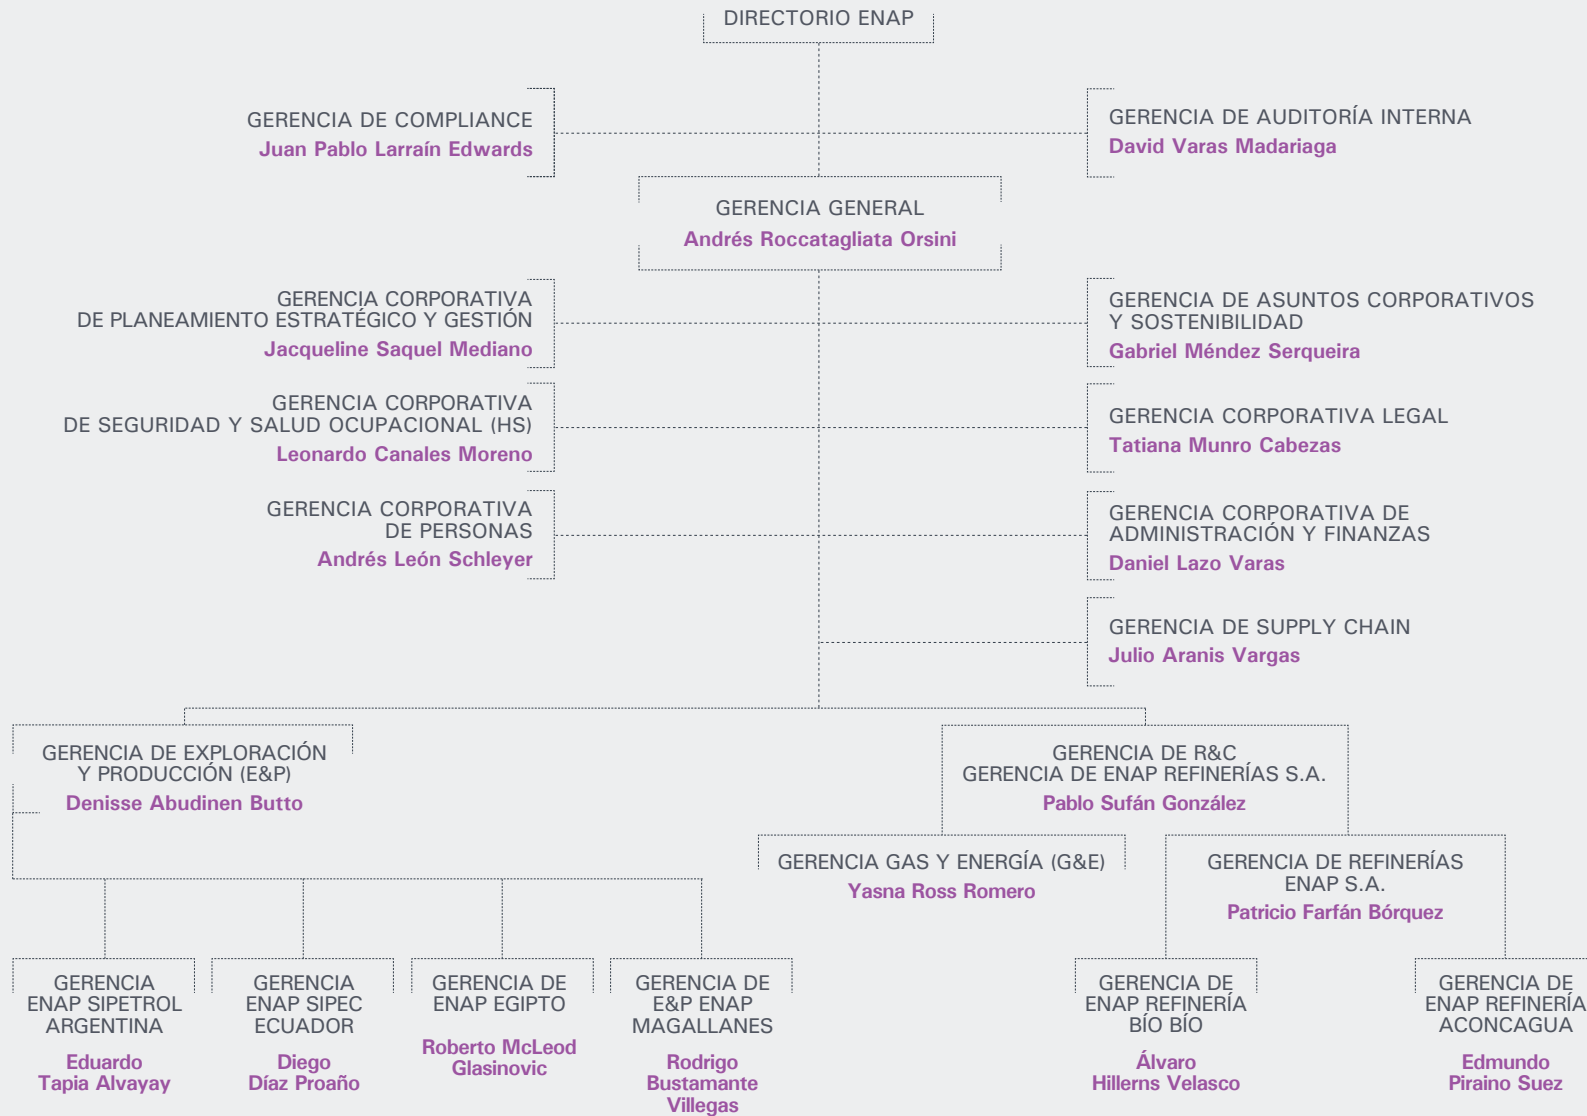 DIRECTORIO ENAP
GERENCIA DE COMPLIANCE
Juan Pablo Larraín Edwards
GERENCIA DE AUDITORÍA INTERNA
David Varas Madariaga
GERENCIA GENERAL
Andrés Roccatagliata Orsini
GERENCIA CORPORATIVA
DE PLANEAMIENTO ESTRATÉGICO Y GESTIÓN
Jacqueline Saquel Mediano
GERENCIA DE ASUNTOS CORPORATIVOS
Y SOSTENIBILIDAD
Gabriel Méndez Serqueira
GERENCIA CORPORATIVA
DE SEGURIDAD Y SALUD OCUPACIONAL (HS)
Leonardo Canales Moreno
GERENCIA CORPORATIVA LEGAL
Tatiana Munro Cabezas
GERENCIA CORPORATIVA
DE PERSONAS
Andrés León Schleyer
GERENCIA CORPORATIVA DE
ADMINISTRACIÓN Y FINANZAS
Daniel Lazo Varas
GERENCIA DE SUPPLY CHAIN
Julio Aranis Vargas
GERENCIA DE EXPLORACIÓN
Y PRODUCCIÓN (E&P)
Denisse Abudinen Butto
GERENCIA DE R&C
GERENCIA DE ENAP REFINERÍAS S.A.
Pablo Sufán González
GERENCIA GAS Y ENERGÍA (G&E)
Yasna Ross Romero
GERENCIA DE REFINERÍAS
ENAP S.A.
Patricio Farfán Bórquez
GERENCIA
ENAP SIPETROL
ARGENTINA
Eduardo
Tapia Alvayay
GERENCIA
ENAP SIPEC
ECUADOR
Diego
Díaz Proaño
GERENCIA DE
ENAP EGIPTO
Roberto McLeod
Glasinovic
GERENCIA DE
E&P ENAP
MAGALLANES
Rodrigo
Bustamante
Villegas
GERENCIA DE
ENAP REFINERÍA
BÍO BÍO
Álvaro
Hillerns Velasco
GERENCIA DE
ENAP REFINERÍA
ACONCAGUA
Edmundo
Piraino Suez